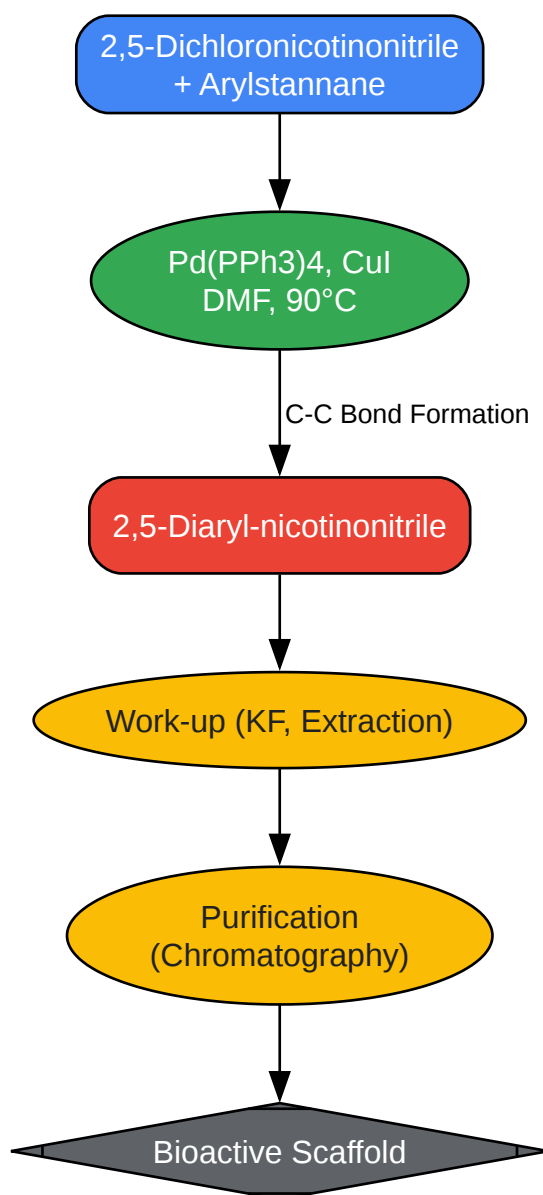 2,5-Dichloronicotinonitrile
+ Arylstannane
Pd(PPh3)4, CuI
DMF, 90°C
C-C Bond Formation
2,5-Diaryl-nicotinonitrile
Work-up (KF, Extraction)
Purification
(Chromatography)
Bioactive Scaffold